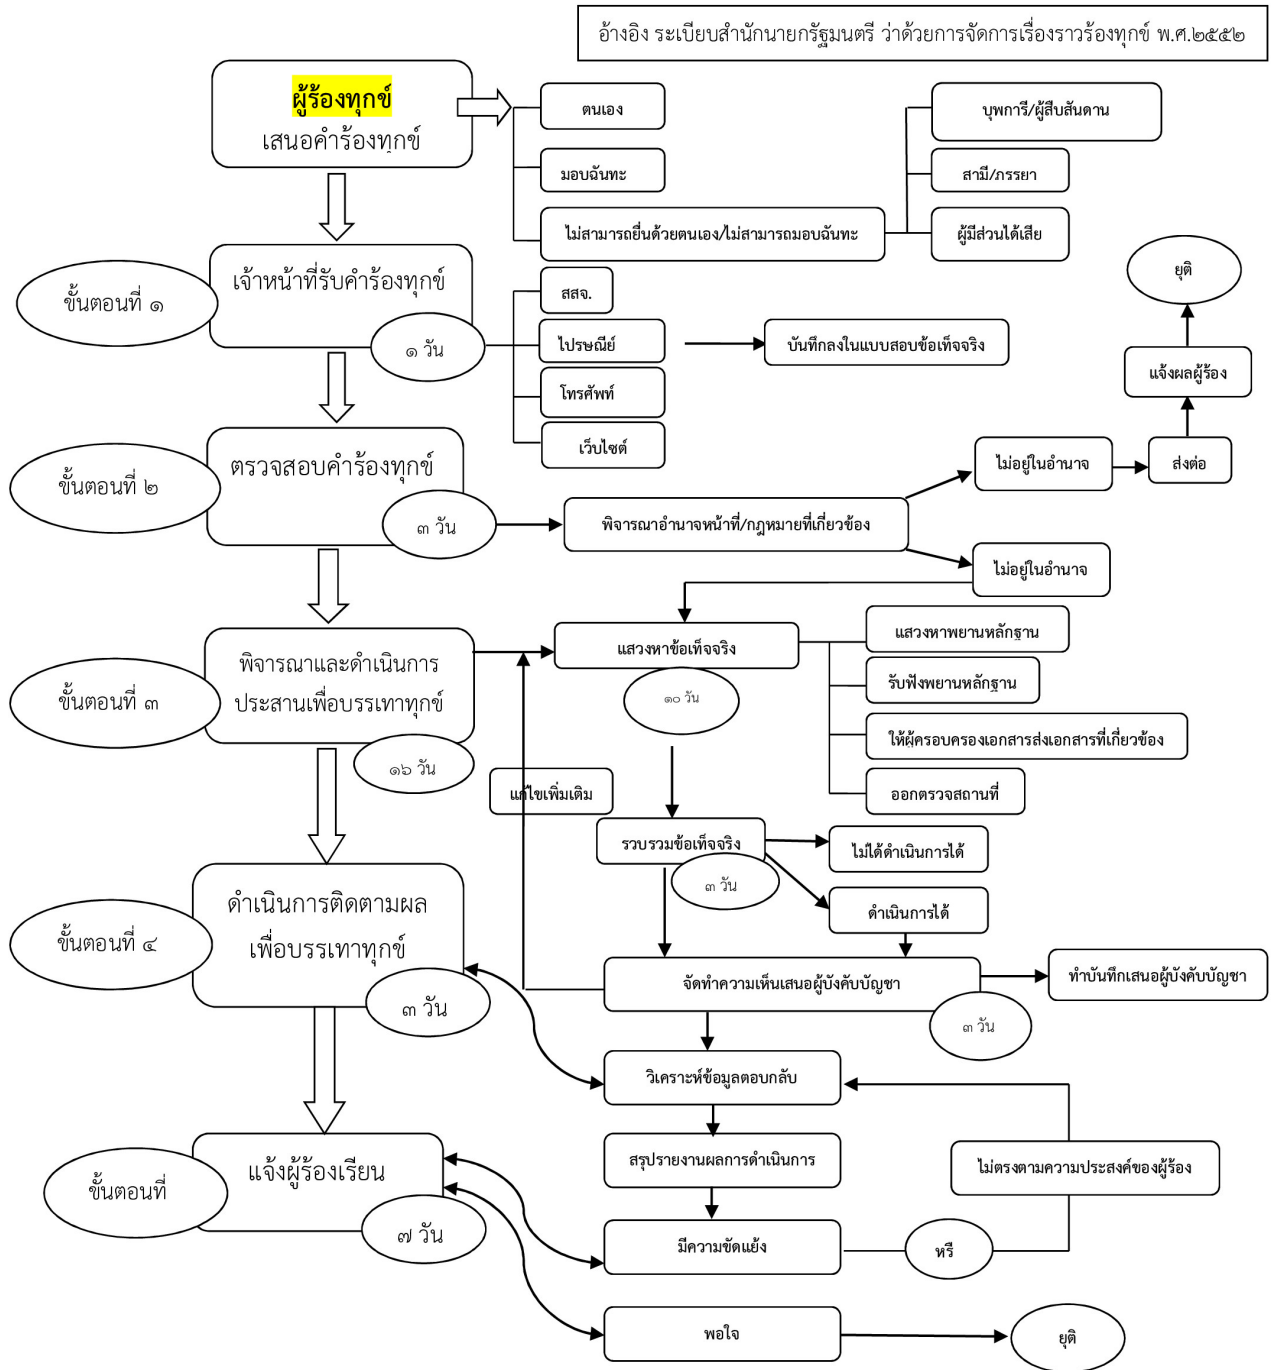 อ้างอิง ระเบียบสำนักนายกรัฐมนตรี ว่าด้วยการจัดการเรื่องราวร้องทุกข์ พ.ศ.๒๕๕๒
ผู้ร้องทุกข์
เสนอคำร้องทุกข์
ตนเอง
มอบฉันทะ
ไม่สามารถยื่นด้วยตนเอง/ไม่สามารถมอบฉันทะ
บุพการี/ผู้สืบสันดาน
สามี/ภรรยา
ผู้มีส่วนได้เสีย
ขั้นตอนที่ ๑
เจ้าหน้าที่รับคำร้องทุกข์
๑ วัน
สสจ.
ไปรษณีย์
โทรศัพท์
เว็บไซต์
บันทึกลงในแบบสอบข้อเท็จจริง
ยุติ
แจ้งผลผู้ร้อง
ขั้นตอนที่ ๒
ตรวจสอบคำร้องทุกข์
๓ วัน
พิจารณาอำนาจหน้าที่/กฎหมายที่เกี่ยวข้อง
ไม่อยู่ในอำนาจ
ส่งต่อ
ไม่อยู่ในอำนาจ
ขั้นตอนที่ ๓
พิจารณาและดำเนินการ
ประสานเพื่อบรรเทาทุกข์
๑๖ วัน
แสวงหาข้อเท็จจริง
๑๐ วัน
แสวงหาพยานหลักฐาน
รับฟังพยานหลักฐาน
ให้ผู้ครอบครองเอกสารส่งเอกสารที่เกี่ยวข้อง
ออกตรวจสถานที่
แก้ไขเพิ่มเติม
รวบรวมข้อเท็จจริง
๓ วัน
ไม่ได้ดำเนินการได้
ดำเนินการได้
ขั้นตอนที่ ๔
ดำเนินการติดตามผล
เพื่อบรรเทาทุกข์
๓ วัน
จัดทำความเห็นเสนอผู้บังคับบัญชา
๓ วัน
ทำบันทึกเสนอผู้บังคับบัญชา
วิเคราะห์ข้อมูลตอบกลับ
ขั้นตอนที่
แจ้งผู้ร้องเรียน
๗ วัน
สรุปรายงานผลการดำเนินการ
ไม่ตรงตามความประสงค์ของผู้ร้อง
มีความขัดแย้ง
หรื
พอใจ
ยุติ